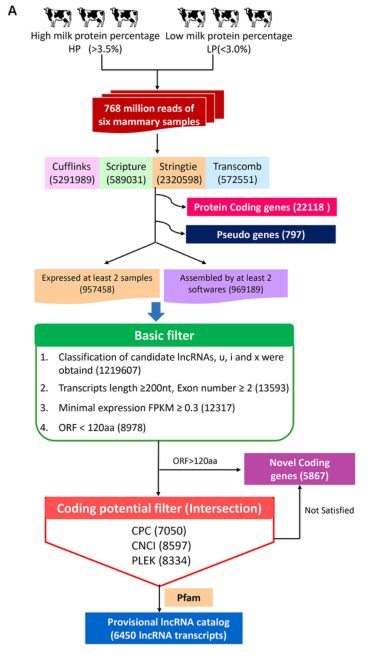 A
High milk protein percentage
HP (>3.5%)
Low milk protein percentage
LP(<3.0%)
768 million reads of
six mammary samples
Cufflinks
(5291989)
Scripture
(589031)
Stringtie
(2320598)
Transcomb
(572551)
Protein Coding genes (22118 )
Pseudo genes (797)
Expressed at least 2 samples
(957458)
Assembled by at least 2
softwares (969189)
Basic filter
1. Classification of candidate lncRNAs, u, i and x were
obtaind (1219607)
2. Transcripts length ≥200nt, Exon number ≥ 2 (13593)
3. Minimal expression FPKM ≥ 0.3 (12317)
4. ORF < 120aa (8978)
ORF>120aa
Novel Coding
genes (5867)
Coding potential filter (Intersection)
Not Satisfied
CPC (7050)
CNCI (8597)
PLEK (8334)
Pfam
Provisional lncRNA catalog
(6450 lncRNA transcripts)